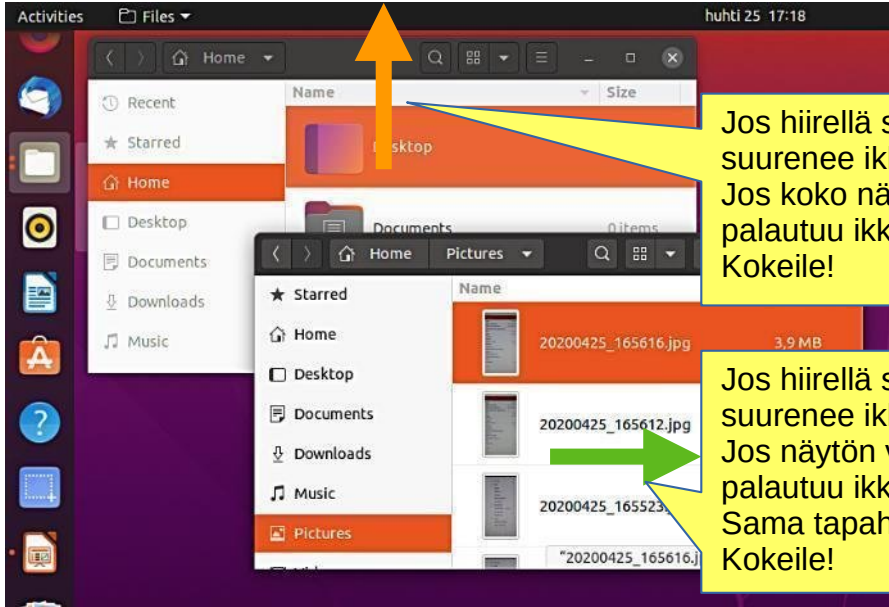 Activities
Files
huhti 25 17:18
Home
Name
Size
Recent
Starred
Home
Desktop
Documents
Downloads
Music
Desktop
Documents
0 items
Home Pictures
Name
Starred
Home
Desktop
Documents
Downloads
Music
Pictures
20200425_165616.jpg 3,9 MB
20200425_165612.jpg
20200425_165523
"20200425_165616.j
Jos hiirellä s
suurenee ik
Jos koko nä
palautuu ikk
Kokeile!
Jos hiirellä s
suurenee ik
Jos näytön v
palautuu ikk
Sama tapah
Kokeile!